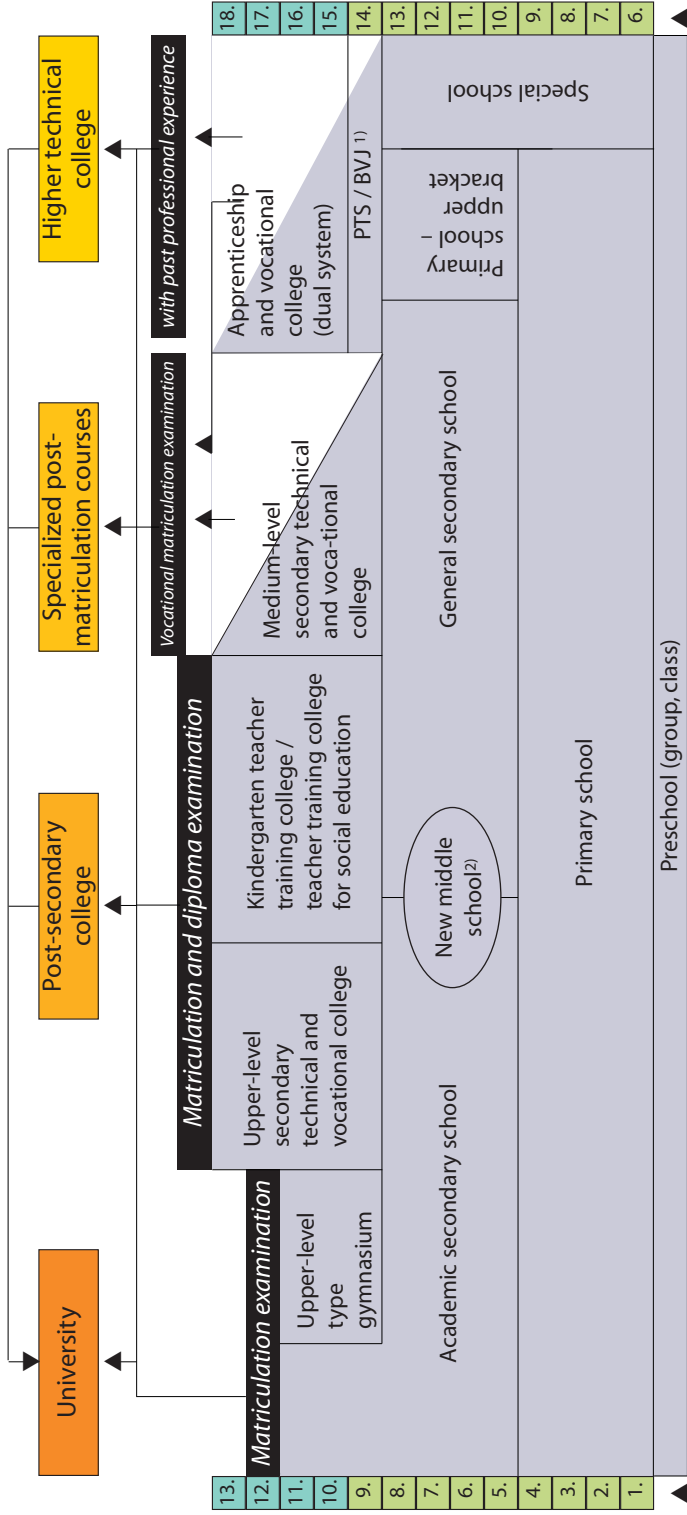 University
Post-secondary
college
Specialized post-
matriculation courses
Higher technical
college
Matriculation examination
Matriculation and diploma examination
Vocational matriculation examination
with past professional experience
13.
12.
11.
10.
9.
8.
7.
6.
5.
4.
3.
2.
1.
Upper-level
type
gymnasium
Upper-level
secondary
technical and
vocational college
Kindergarten teacher
training college /
teacher training college
for social education
Medium-level
secondary technical
and voca-tional
college
Apprenticeship
and vocational
college
(dual system)
PTS / BVJ 1)
Academic secondary school
New middle
school2)
General secondary school
Primary
school –
upper
bracket
Special school
Primary school
Preschool (group, class)
18.
17.
16.
15.
14.
13.
12.
11.
10.
9.
8.
7.
6.